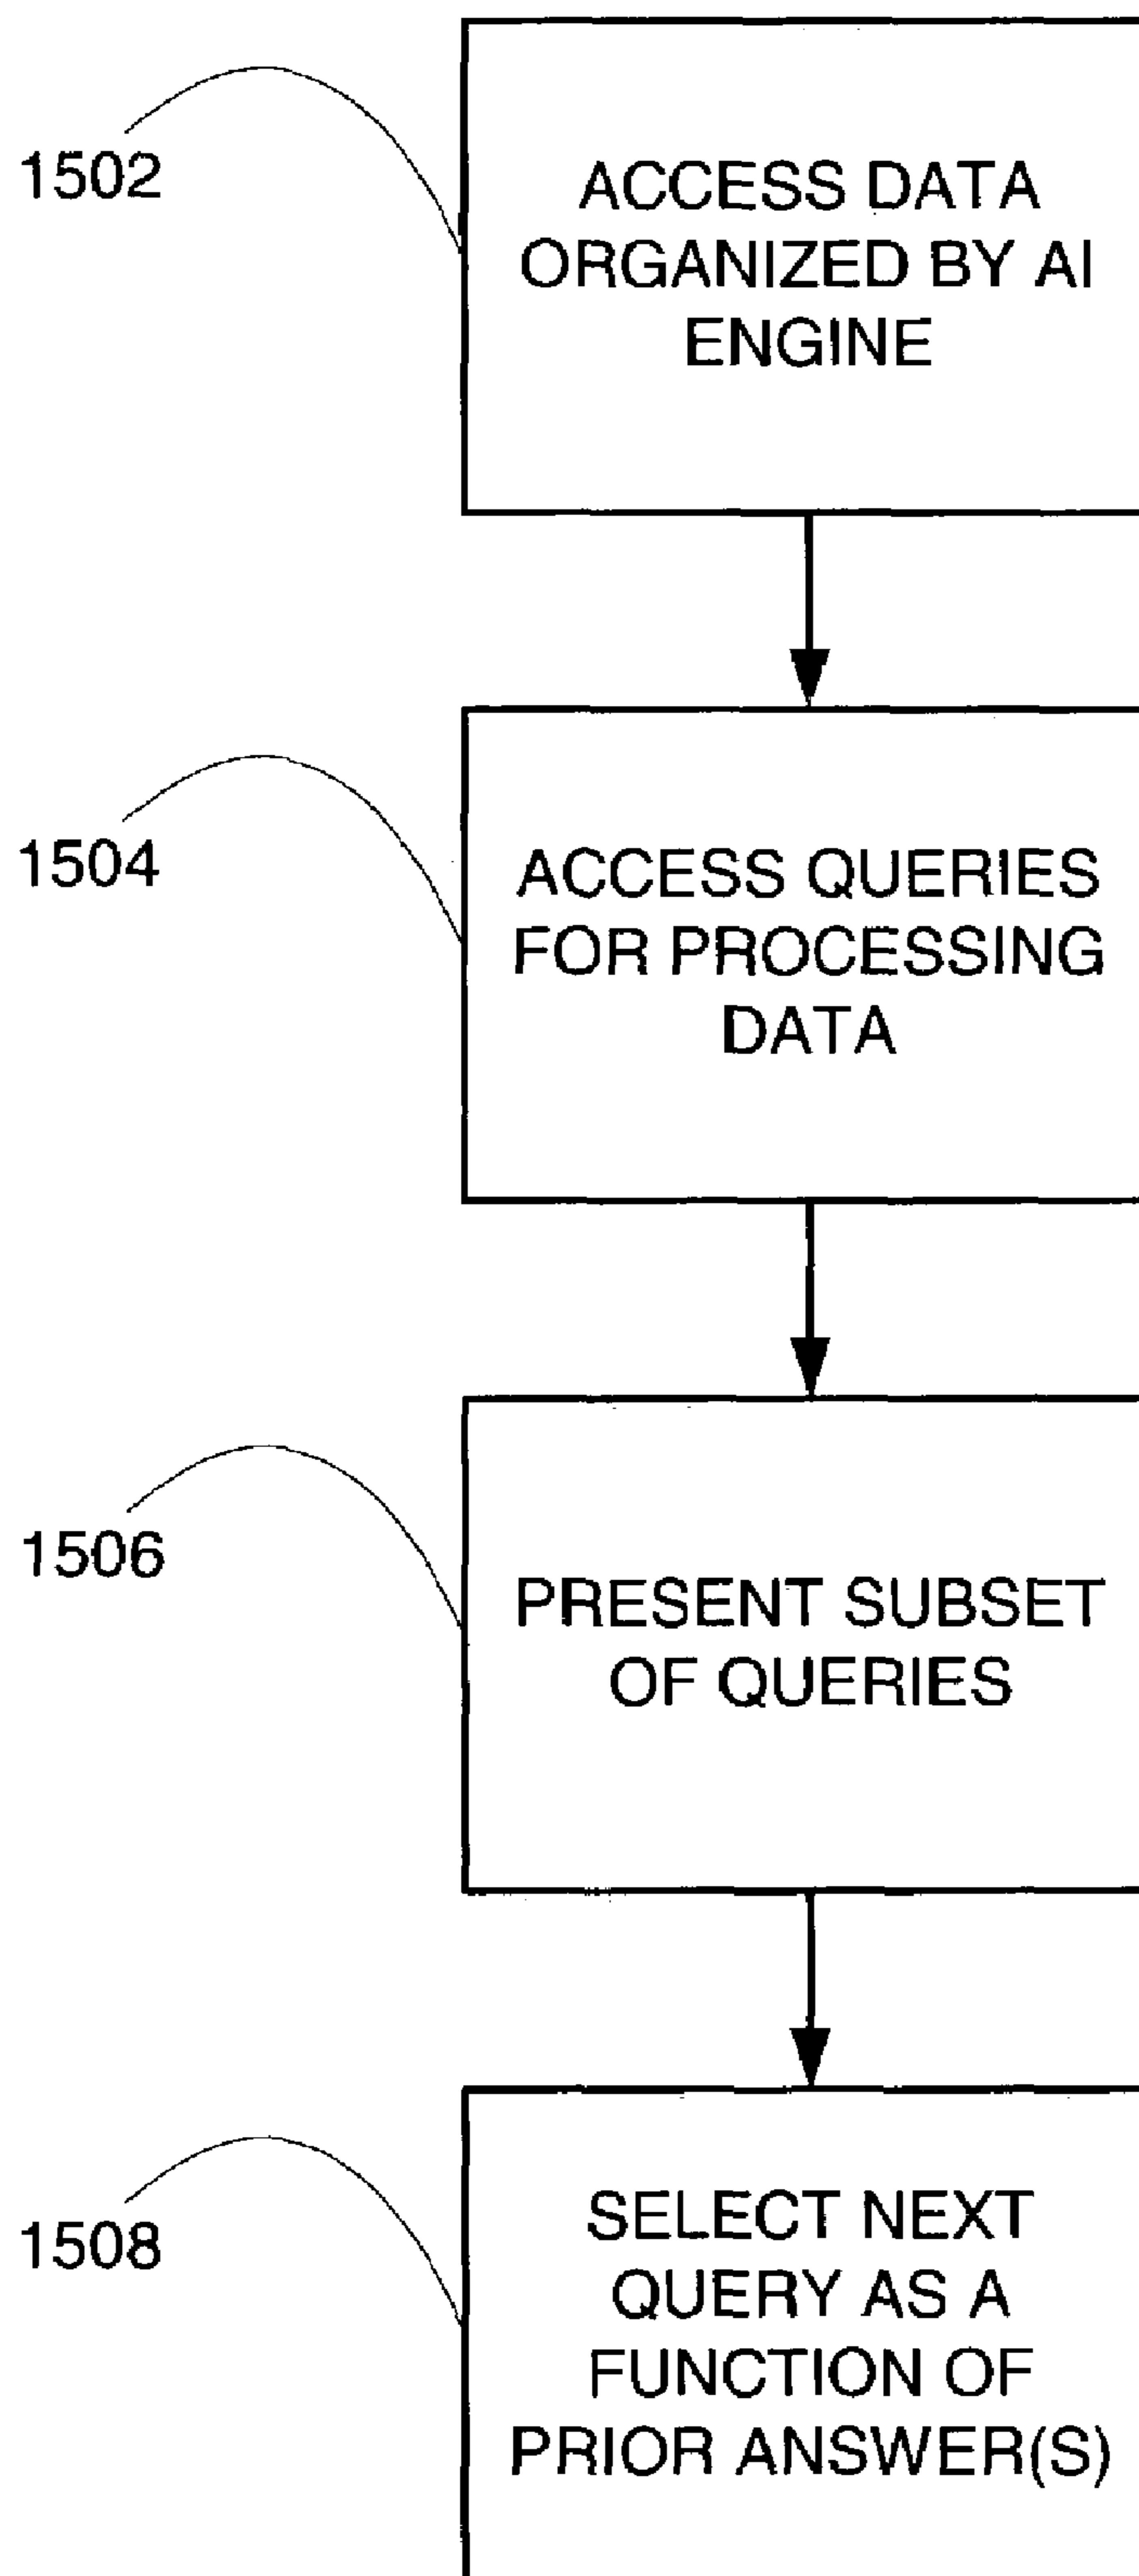 1502
ACCESS DATA
ORGANIZED BY AI
ENGINE
1504
ACCESS QUERIES
FOR PROCESSING
DATA
1506
PRESENT SUBSET
OF QUERIES
1508
SELECT NEXT
QUERY AS A
FUNCTION OF
PRIOR ANSWER(S)